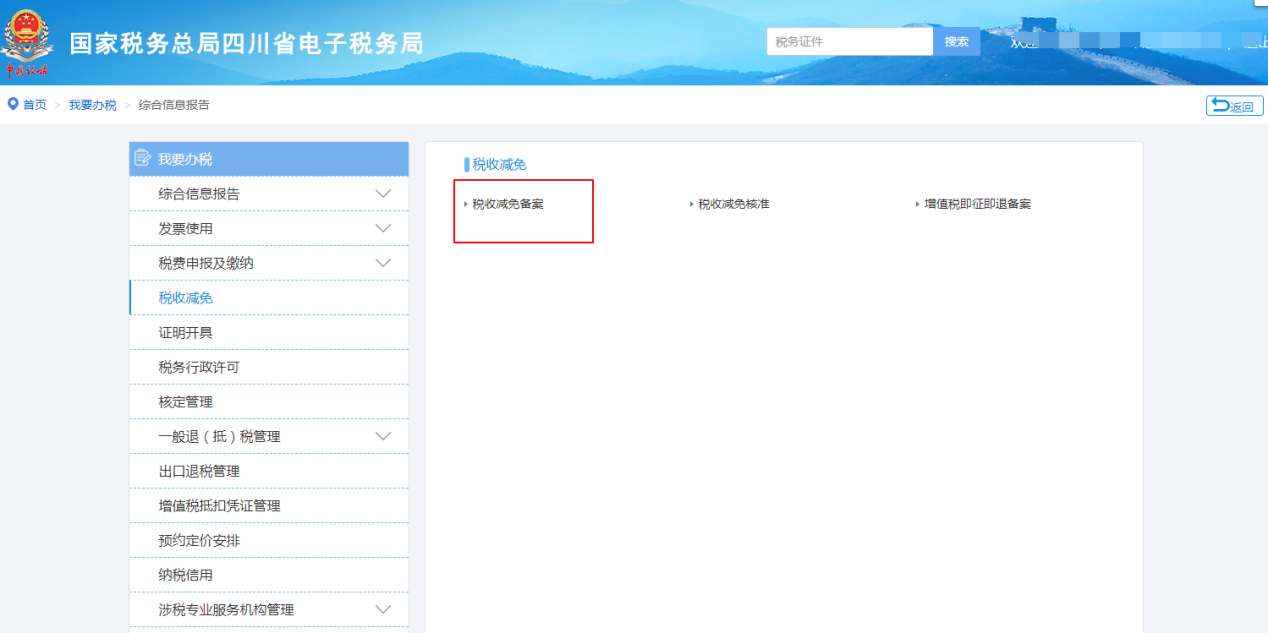 国家税务总局四川省电子税务局
税务证件 搜索
首页 > 我要办税 > 综合信息报告
返回
我要办税
综合信息报告
发票使用
税费申报及缴纳
税收减免
证明开具
税务行政许可
核定管理
一般退（抵）税管理
出口退税管理
增值税抵扣凭证管理
预约定价安排
纳税信用
涉税专业服务机构管理
税收减免
税收减免备案 税收减免核准 增值税即征即退备案